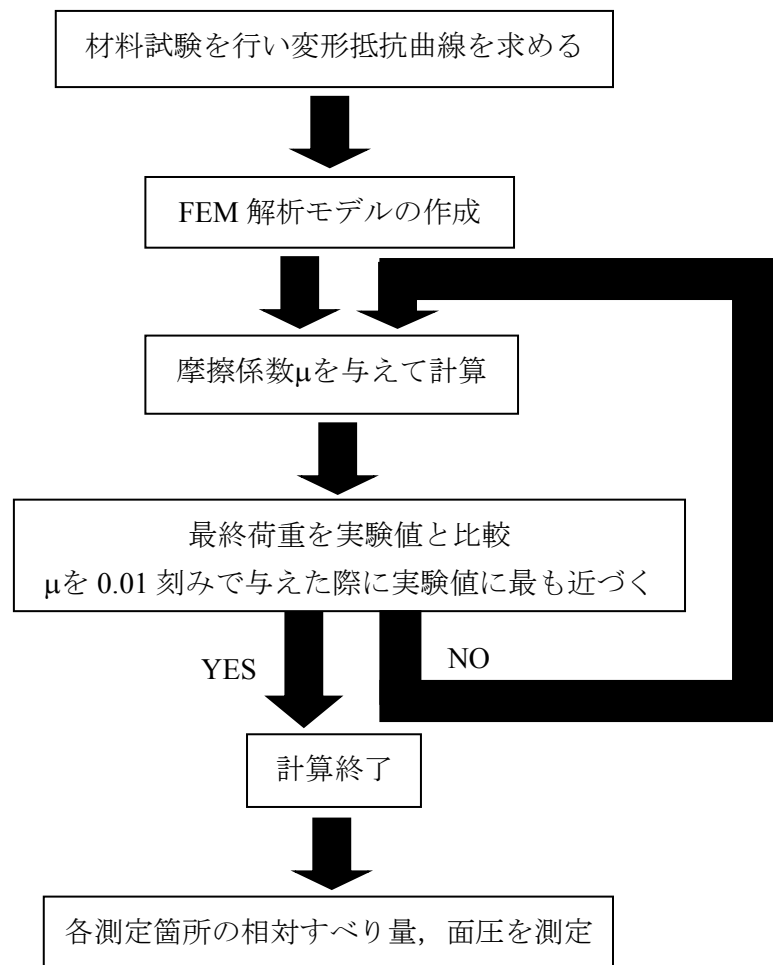 材料試験を行い変形抵抗曲線を求める
FEM 解析モデルの作成
摩擦係数μを与えて計算
最終荷重を実験値と比較
μを 0.01 刻みで与えた際に実験値に最も近づく
YES
NO
計算終了
各測定箇所の相対すべり量，面圧を測定